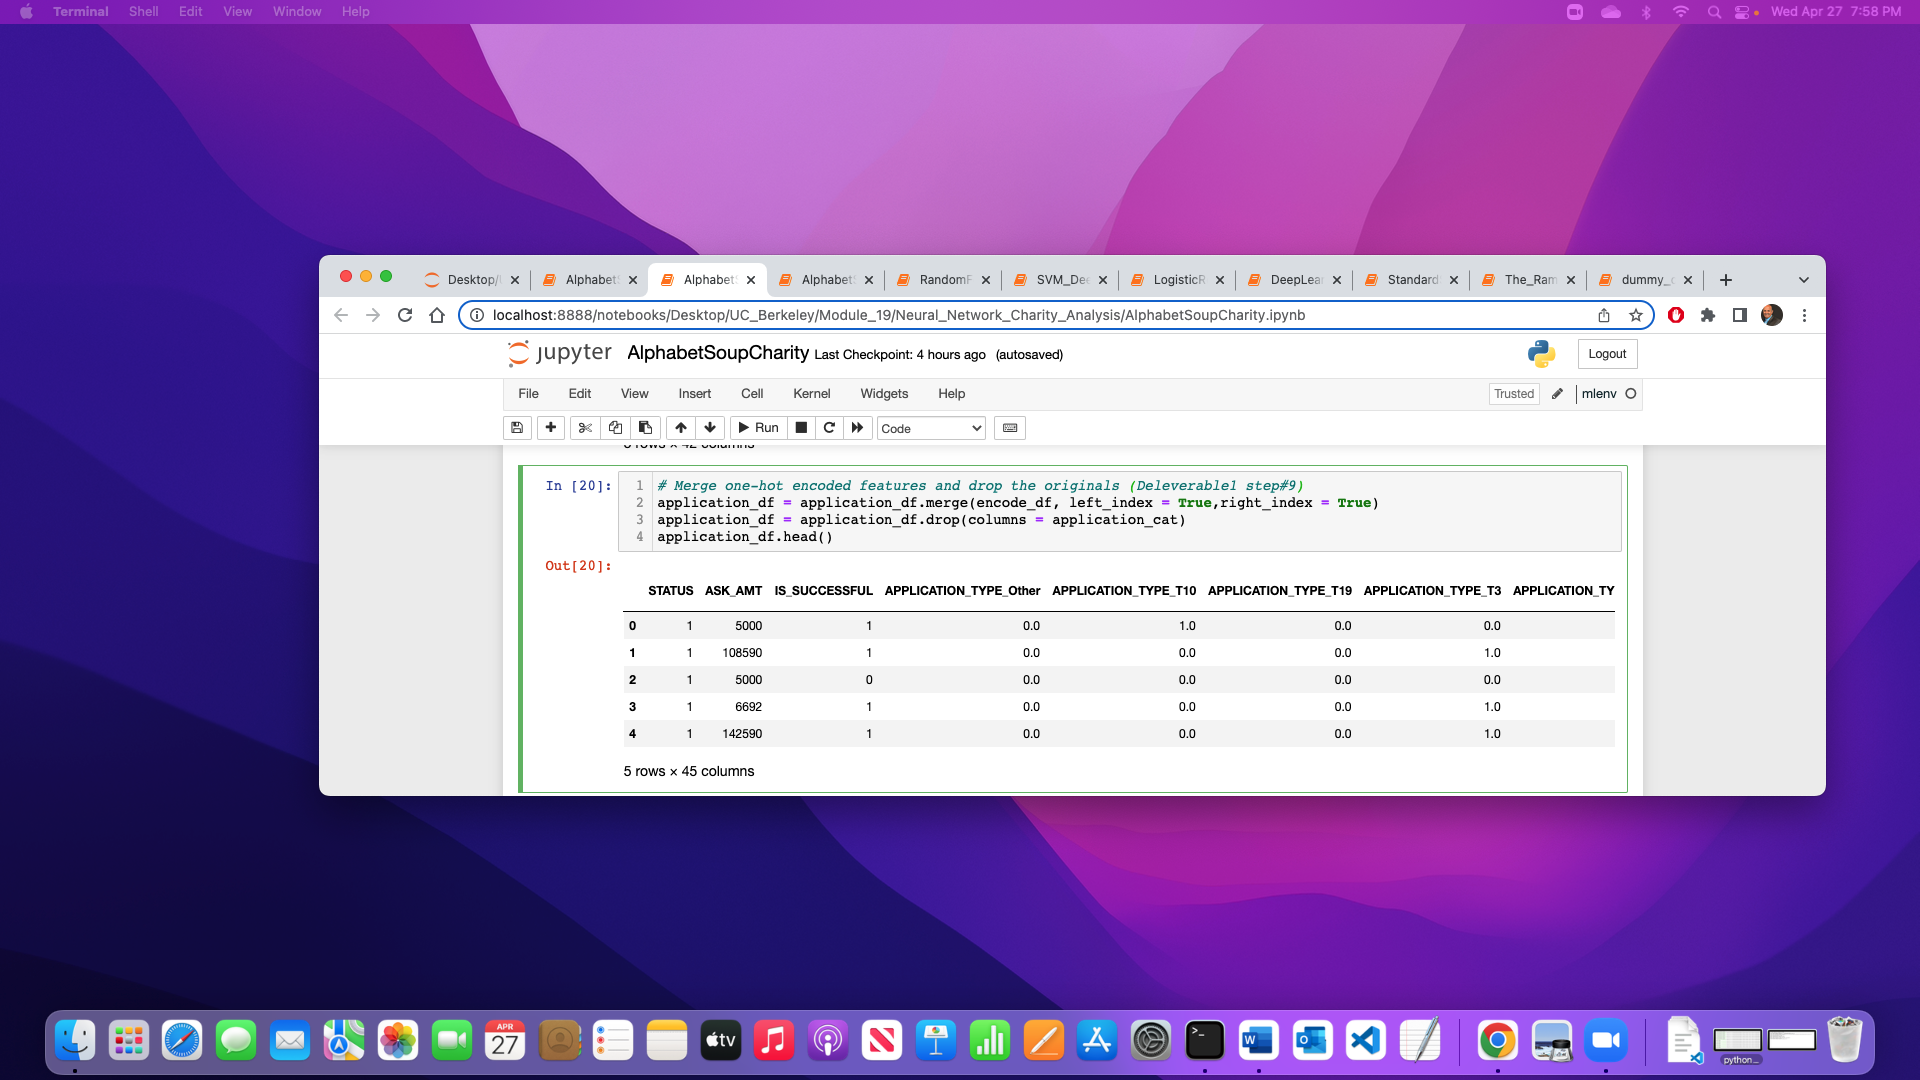 Terminal Shell Edit View Window Help Wed Apr 27 7:58 PM
Desktop/ Alphabet Alphabet Alphabet RandomF SVM_Dee LogisticR DeepLear Standard The_Ram dummy_c
localhost:8888/notebooks/Desktop/UC_Berkeley/Module_19/Neural_Network_Charity_Analysis/AlphabetSoupCharity.ipynb
jupyter AlphabetSoupCharity Last Checkpoint: 4 hours ago (autosaved) Logout
File Edit View Insert Cell Kernel Widgets Help Trusted mlenv
Run Code
5 rows × 42 columns
In [20]: 1 # Merge one-hot encoded features and drop the originals (Deleverable1 step#9)
2 application_df = application_df.merge(encode_df, left_index = True,right_index = True)
3 application_df = application_df.drop(columns = application_cat)
4 application_df.head()
Out[20]:
STATUS ASK_AMT IS_SUCCESSFUL APPLICATION_TYPE_Other APPLICATION_TYPE_T10 APPLICATION_TYPE_T19 APPLICATION_TYPE_T3 APPLICATION_TY
0 1 5000 1 0.0 1.0 0.0 0.0
1 1 108590 1 0.0 0.0 0.0 1.0
2 1 5000 0 0.0 0.0 0.0 0.0
3 1 6692 1 0.0 0.0 0.0 1.0
4 1 142590 1 0.0 0.0 0.0 1.0
5 rows × 45 columns
APR
27
tv
W
python...